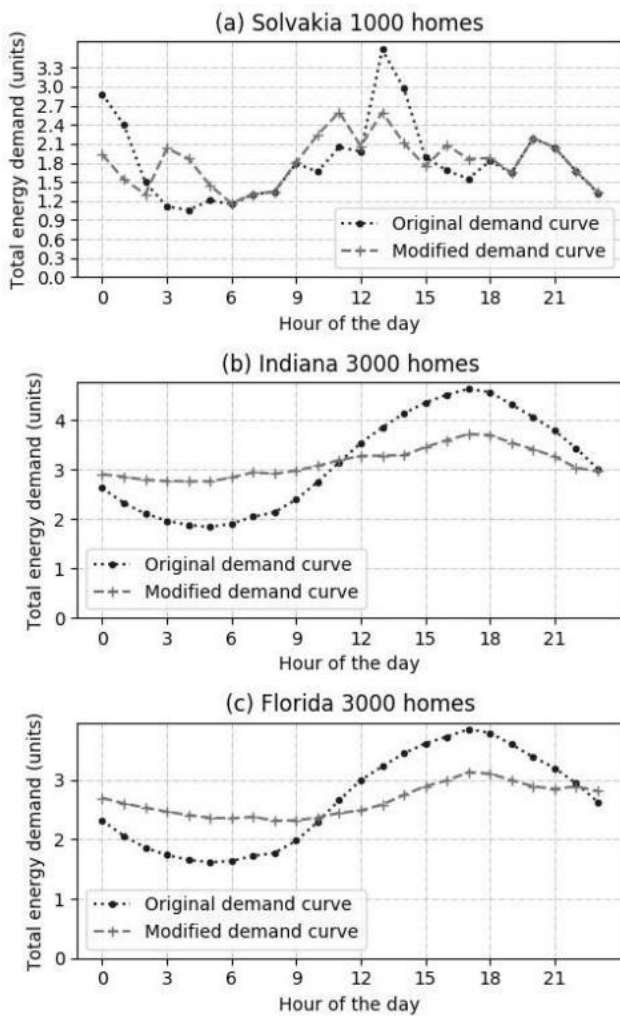 (a) Solvakia 1000 homes
Total energy demand (units)
3.3
3.0
2.7
2.4
2.1
1.8
1.5
1.2
0.9
0.6
0.3
0.0
Original demand curve
Modified demand curve
0 3 6 9 12 15 18 21
Hour of the day
(b) Indiana 3000 homes
Total energy demand (units)
4
3
2
1
0
Original demand curve
Modified demand curve
0 3 6 9 12 15 18 21
Hour of the day
(c) Florida 3000 homes
Total energy demand (units)
3
2
1
0
Original demand curve
Modified demand curve
0 3 6 9 12 15 18 21
Hour of the day